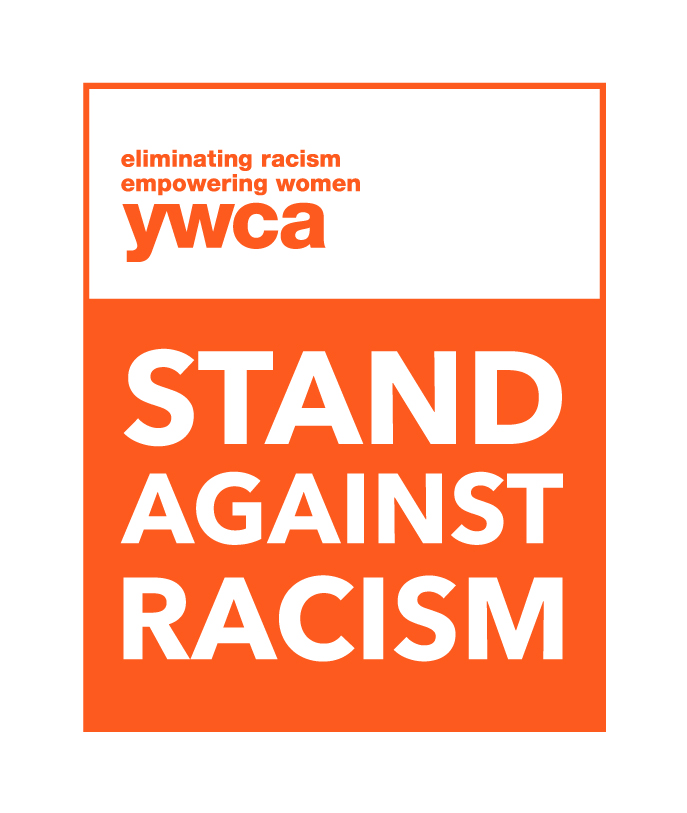 eliminating racism
empowering women
ywca
STAND
AGAINST
RACISM